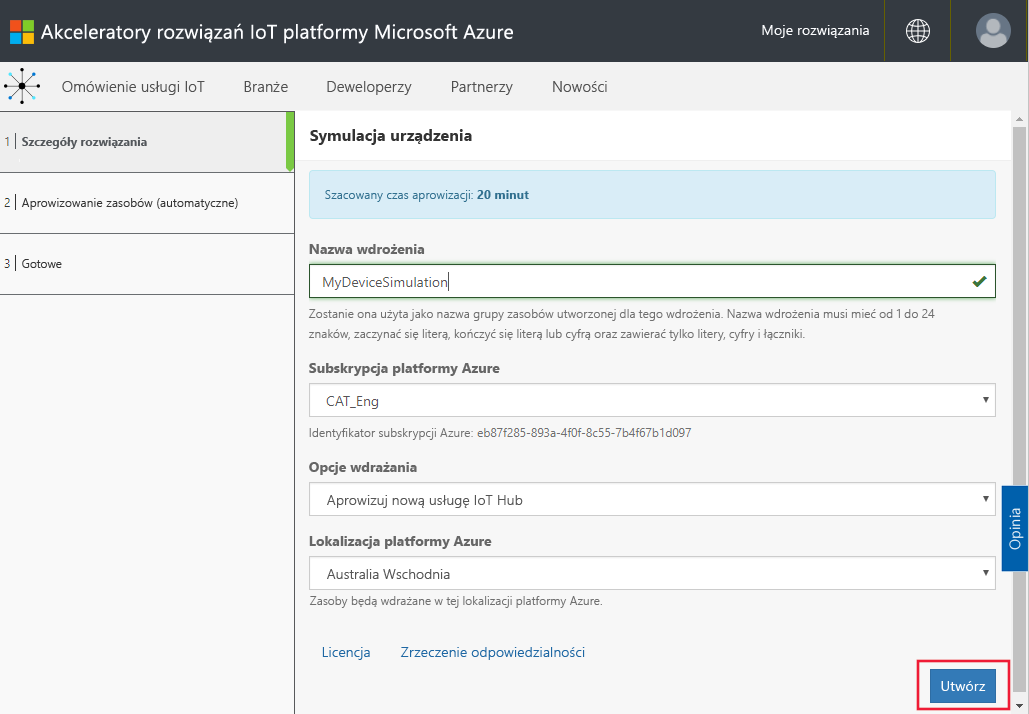 Akceleratory rozwiązań IoT platformy Microsoft Azure
Moje rozwiązania
Omówienie usługi IoT
Branże
Deweloperzy
Partnerzy
Nowości
1 Szczegóły rozwiązania
2 Aprowizowanie zasobów (automatyczne)
3 Gotowe
Symulacja urządzenia
Szacowany czas aprowizacji: 20 minut
Nazwa wdrożenia
MyDeviceSimulation
Zostanie ona użyta jako nazwa grupy zasobów utworzonej dla tego wdrożenia. Nazwa wdrożenia musi mieć od 1 do 24
znaków, zaczynać się literą, kończyć się literą lub cyfrą oraz zawierać tylko litery, cyfry i łączniki.
Subskrypcja platformy Azure
CAT_Eng
Identyfikator subskrypcji Azure: eb87f285-893a-4f0f-8c55-7b4f67b1d097
Opcje wdrażania
Aprowizuj nową usługę IoT Hub
Lokalizacja platformy Azure
Australia Wschodnia
Zasoby będą wdrażane w tej lokalizacji platformy Azure.
Licencja
Zrzeczenie odpowiedzialności
Utwórz
Opinia